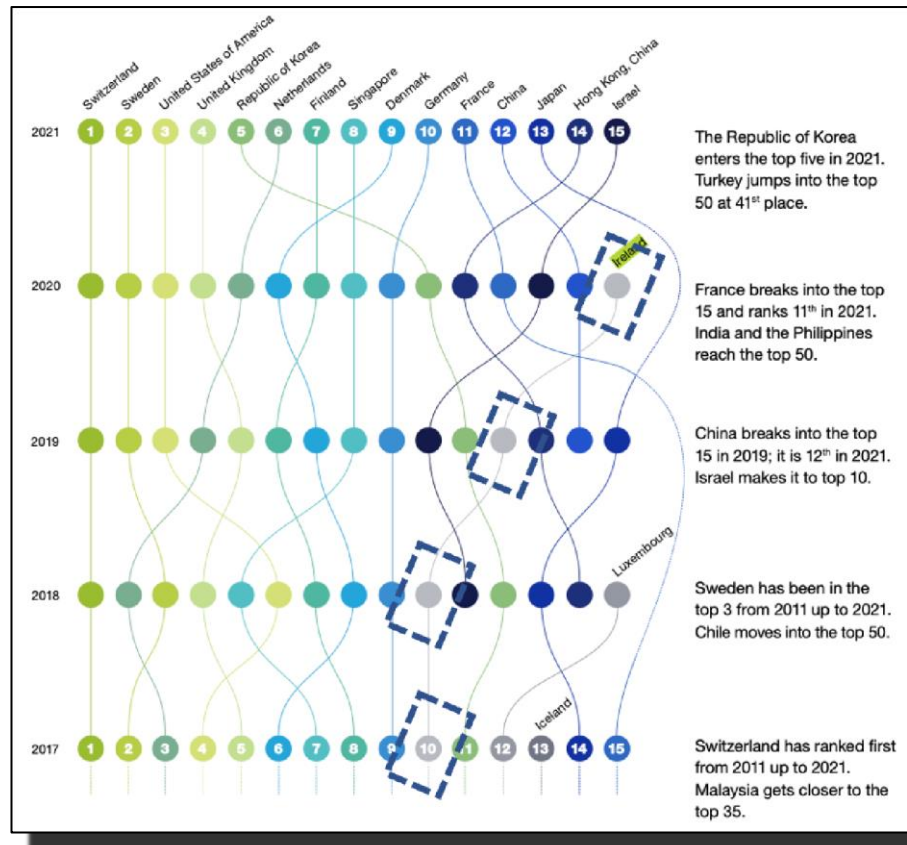 Switzerland
Sweden
United States of America
United Kingdom
Republic of Korea
Netherlands
Finland
Singapore
Denmark
Germany
France
China
Japan
Hong Kong, China
Israel
2021 1 2 3 4 5 6 7 8 9 10 11 12 13 14 15
The Republic of Korea
enters the top five in 2021.
Turkey jumps into the top
50 at 41st place.
Ireland
2020
France breaks into the top
15 and ranks 11th in 2021.
India and the Philippines
reach the top 50.
2019
China breaks into the top
15 in 2019; it is 12th in 2021.
Israel makes it to top 10.
Luxembourg
2018
Sweden has been in the
top 3 from 2011 up to 2021.
Chile moves into the top 50.
Iceland
2017 1 2 3 4 5 6 7 8 9 10 11 12 13 14 15
Switzerland has ranked first
from 2011 up to 2021.
Malaysia gets closer to the
top 35.